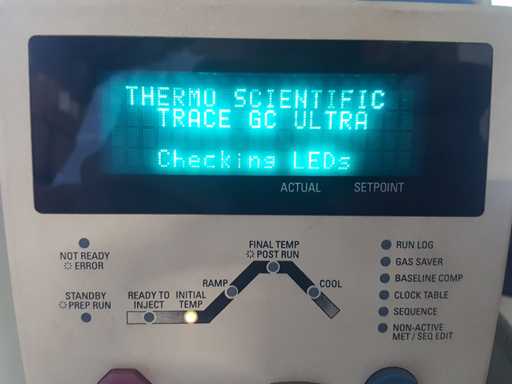 THERMO SCIENTIFIC
TRACE GC ULTRA
Checking LEDs
ACTUAL SETPOINT
NOT READY
ERROR
STANDBY
PREP RUN
READY TO
INJECT
INITIAL
TEMP
RAMP
FINAL TEMP
POST RUN
COOL
RUN LOG
GAS SAVER
BASELINE COMP
CLOCK TABLE
SEQUENCE
NON-ACTIVE
MET / SEQ EDIT